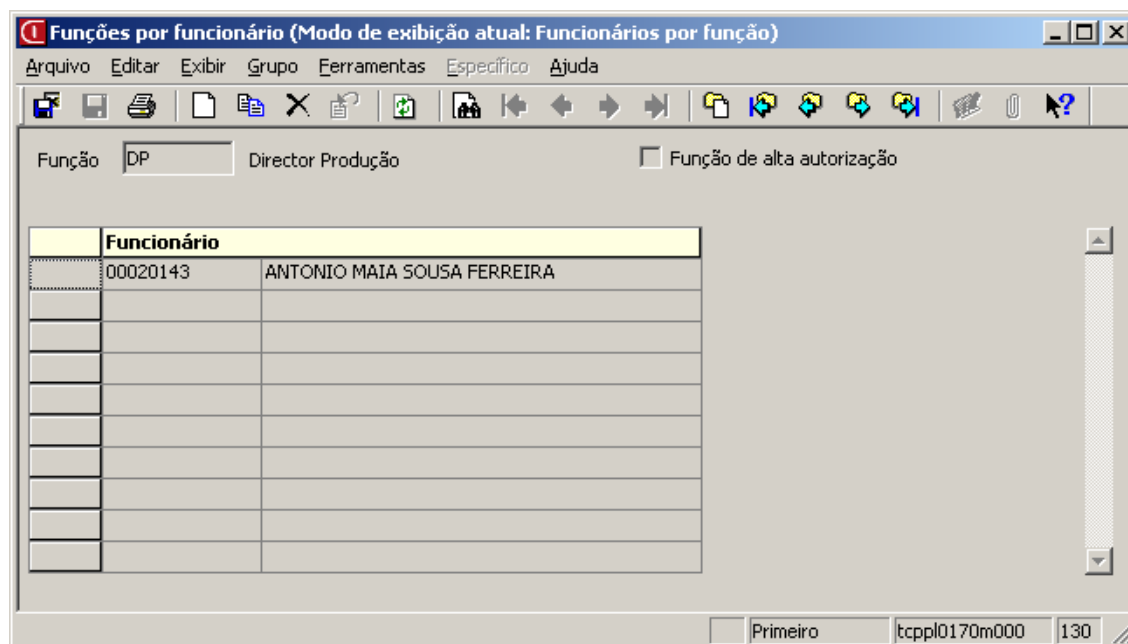 Funções por funcionário (Modo de exibição atual: Funcionários por função)
Arquivo Editar Exibir Grupo Ferramentas Específico Ajuda
Função DP Director Produção Função de alta autorização
Funcionário
00020143 ANTONIO MAIA SOUSA FERREIRA
Primeiro tcppl0170m000 130